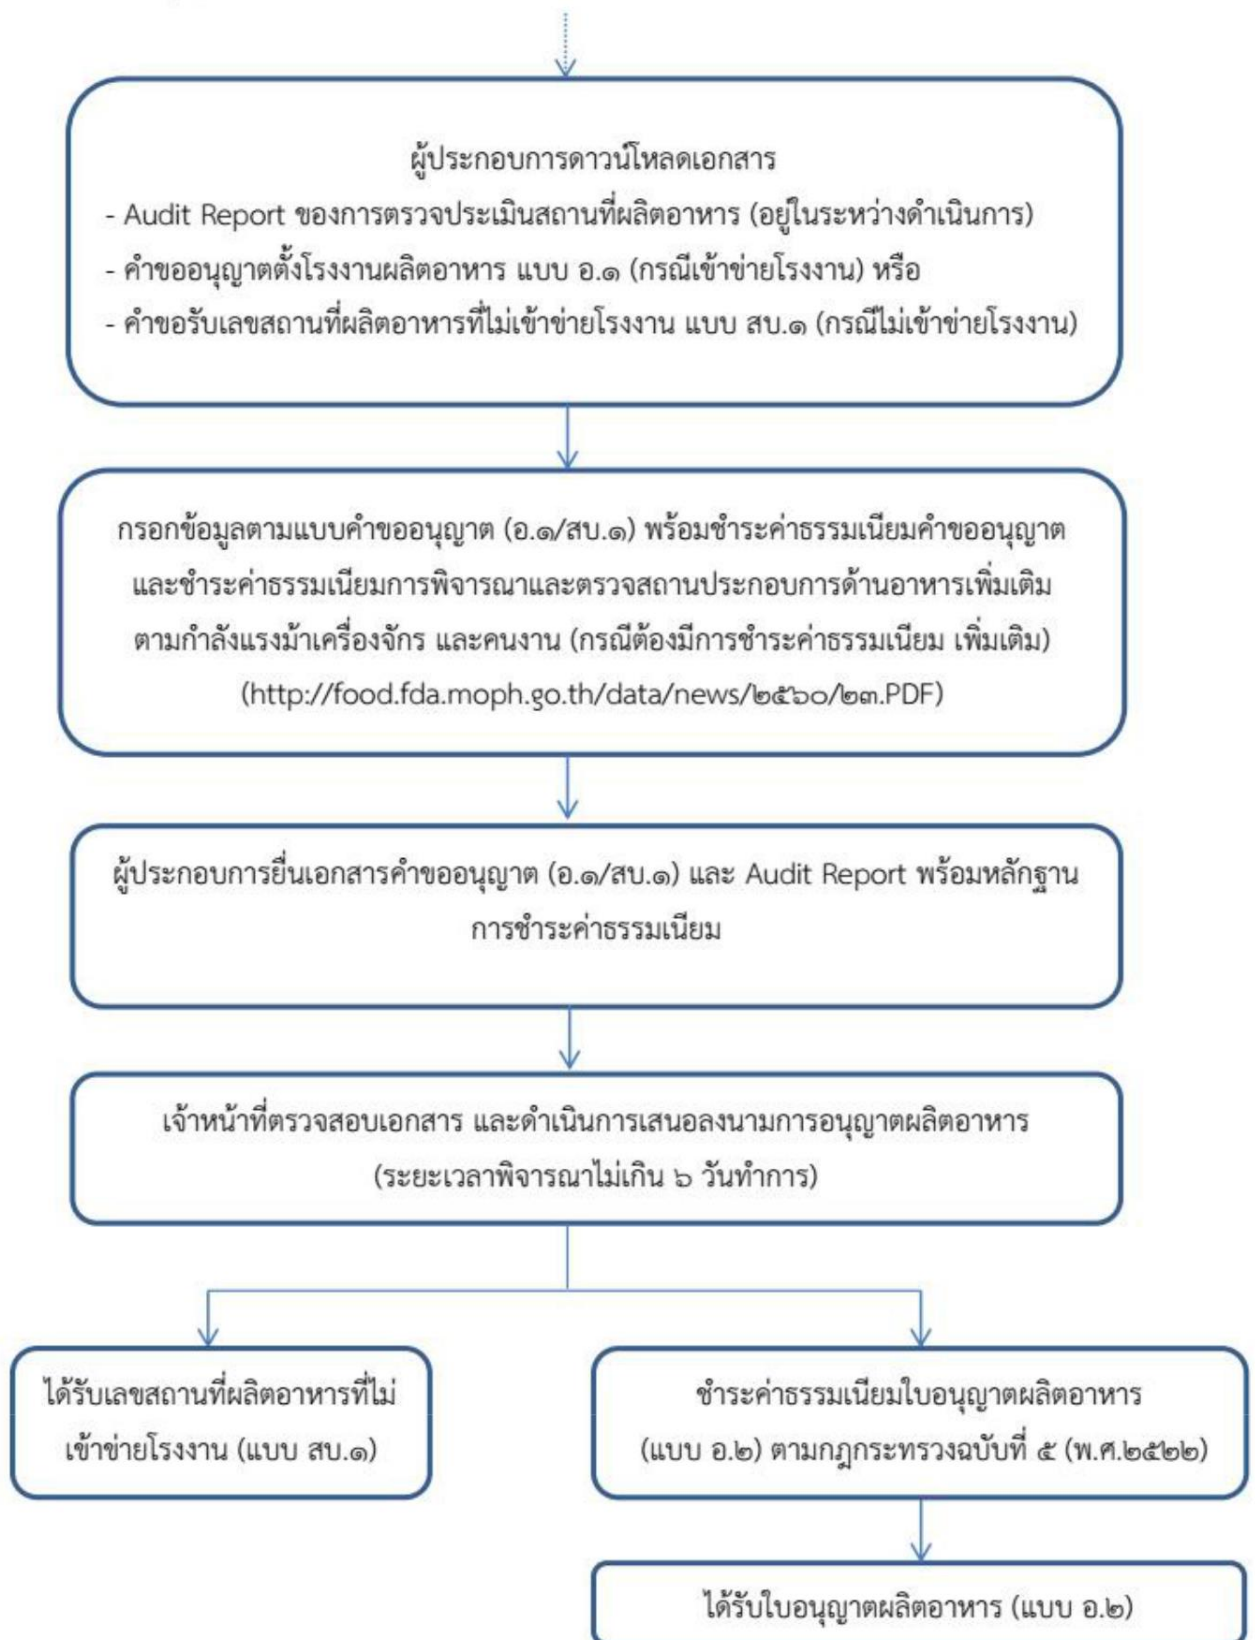 ผู้ประกอบการดาวน์โหลดเอกสาร
- Audit Report ของการตรวจประเมินสถานที่ผลิตอาหาร (อยู่ในระหว่างดำเนินการ)
- คำขออนุญาตตั้งโรงงานผลิตอาหาร แบบ อ.๑ (กรณีเข้าข่ายโรงงาน) หรือ
- คำขอรับเลขสถานที่ผลิตอาหารที่ไม่เข้าข่ายโรงงาน แบบ สบ.๑ (กรณีไม่เข้าข่ายโรงงาน)
กรอกข้อมูลตามแบบคำขออนุญาต (อ.๑/สบ.๑) พร้อมชำระค่าธรรมเนียมคำขออนุญาต
และชำระค่าธรรมเนียมการพิจารณาและตรวจสถานประกอบการด้านอาหารเพิ่มเติม
ตามกำลังแรงม้าเครื่องจักร และคนงาน (กรณีต้องมีการชำระค่าธรรมเนียม เพิ่มเติม)
(http://food.fda.moph.go.th/data/news/๒๕๖๐/๒๓.PDF)
ผู้ประกอบการยื่นเอกสารคำขออนุญาต (อ.๑/สบ.๑) และ Audit Report พร้อมหลักฐาน
การชำระค่าธรรมเนียม
เจ้าหน้าที่ตรวจสอบเอกสาร และดำเนินการเสนอลงนามการอนุญาตผลิตอาหาร
(ระยะเวลาพิจารณาไม่เกิน ๖ วันทำการ)
ได้รับเลขสถานที่ผลิตอาหารที่ไม่
เข้าข่ายโรงงาน (แบบ สบ.๑)
ชำระค่าธรรมเนียมใบอนุญาตผลิตอาหาร
(แบบ อ.๒) ตามกฎกระทรวงฉบับที่ ๕ (พ.ศ.๒๕๒๒)
ได้รับใบอนุญาตผลิตอาหาร (แบบ อ.๒)